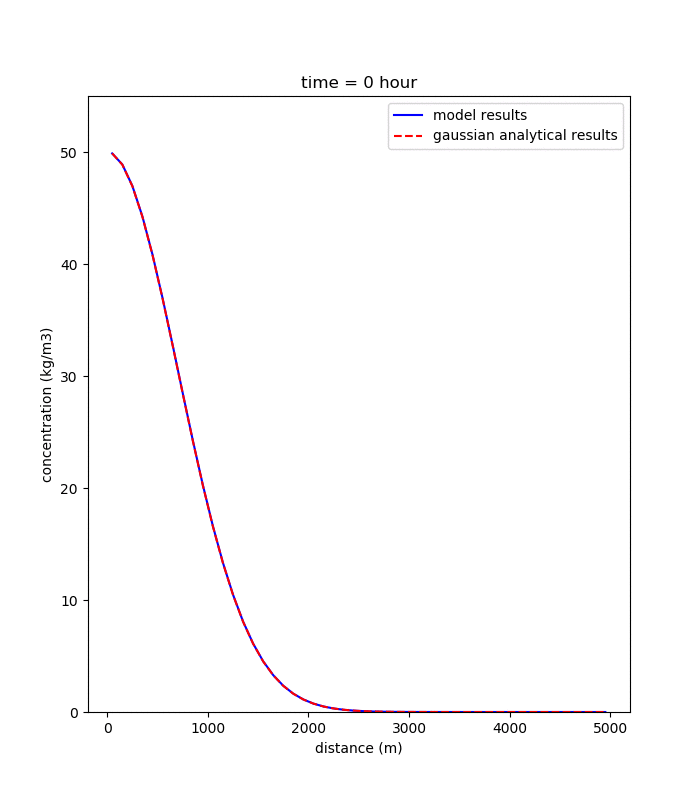 time = 0 hour
model results
gaussian analytical results
concentration (kg/m3)
50
40
30
20
10
0
0 1000 2000 3000 4000 5000
distance (m)